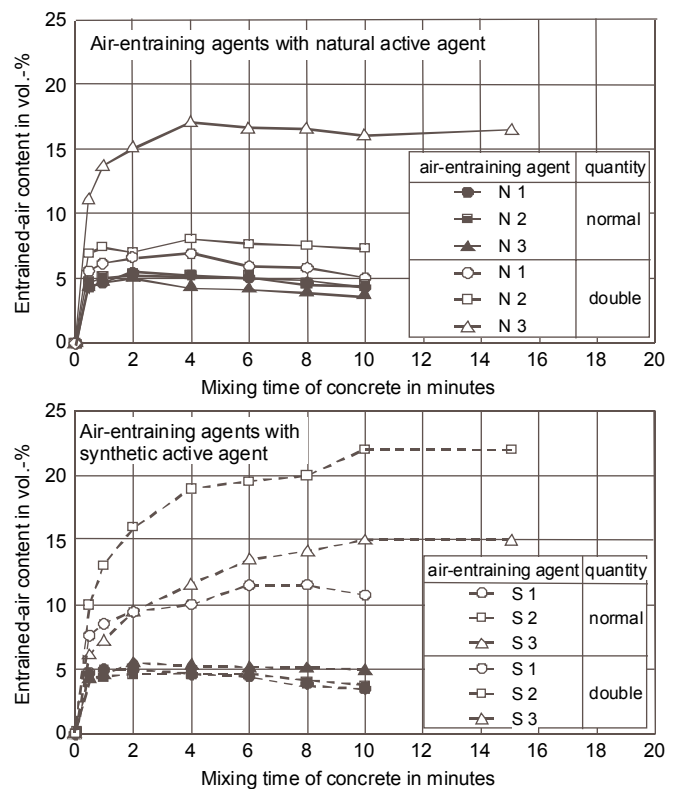 Air-entraining agents with natural active agent
Entrained-air content in vol.-%
25
20
15
10
5
0
0 2 4 6 8 10 12 14 16 18 20
Mixing time of concrete in minutes
air-entraining agent quantity
N 1
N 2 normal
N 3
N 1
N 2 double
N 3
Air-entraining agents with
synthetic active agent
Entrained-air content in vol.-%
25
20
15
10
5
0
0 2 4 6 8 10 12 14 16 18 20
Mixing time of concrete in minutes
air-entraining agent quantity
S 1
S 2 normal
S 3
S 1
S 2 double
S 3